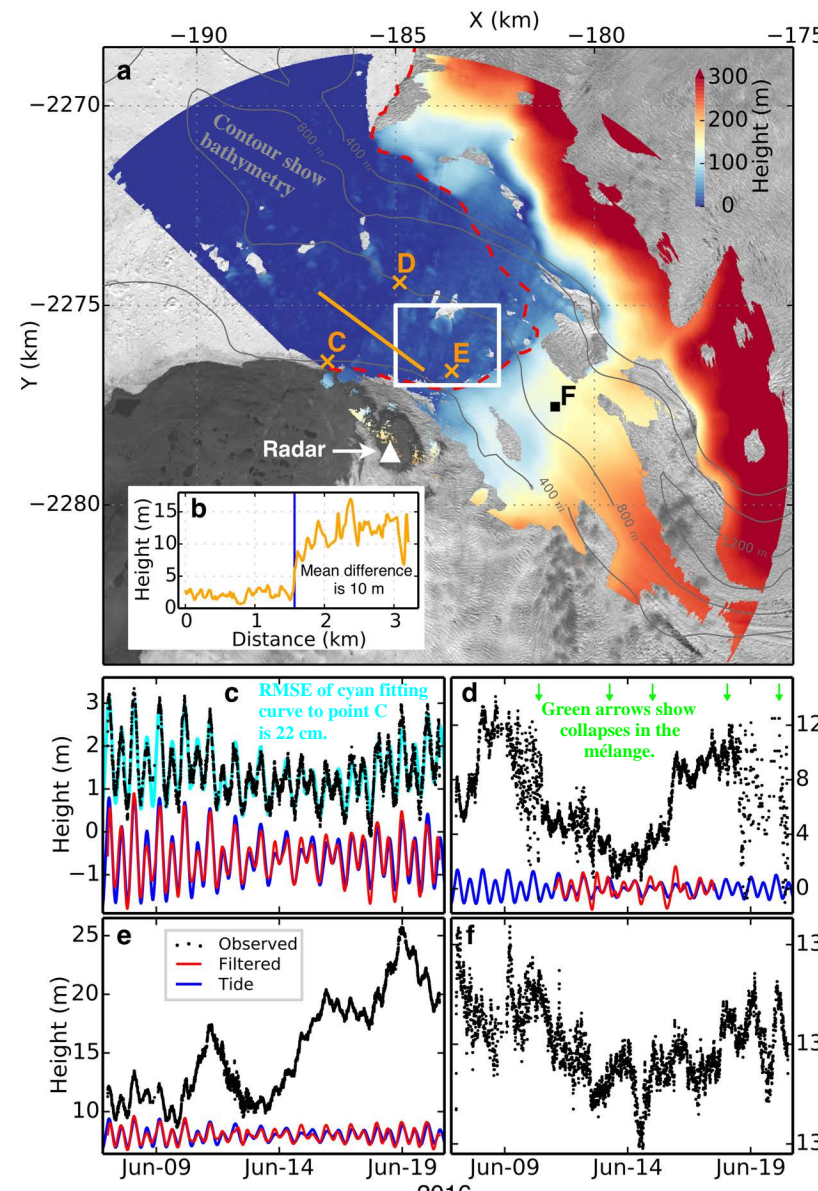 X (km)
−190 −185 −180 −175
a
300
200
100
0
Height (m)
Y (km)
−2270
−2275
−2280
Contour show
bathymetry
800 m
400 m
D
C
E
F
Radar
400 m
800 m
1200 m
b
Height (m)
15
10
5
0
Mean difference
is 10 m
0 1 2 3
Distance (km)
c
RMSE of cyan fitting
curve to point C
is 22 cm.
Height (m)
3
2
1
0
−1
d
Green arrows show
collapses in the
mélange.
12
8
4
0
e
Observed
Filtered
Tide
Height (m)
25
20
15
10
f
13
13
13
Jun-09 Jun-14 Jun-19 Jun-09 Jun-14 Jun-19
2016